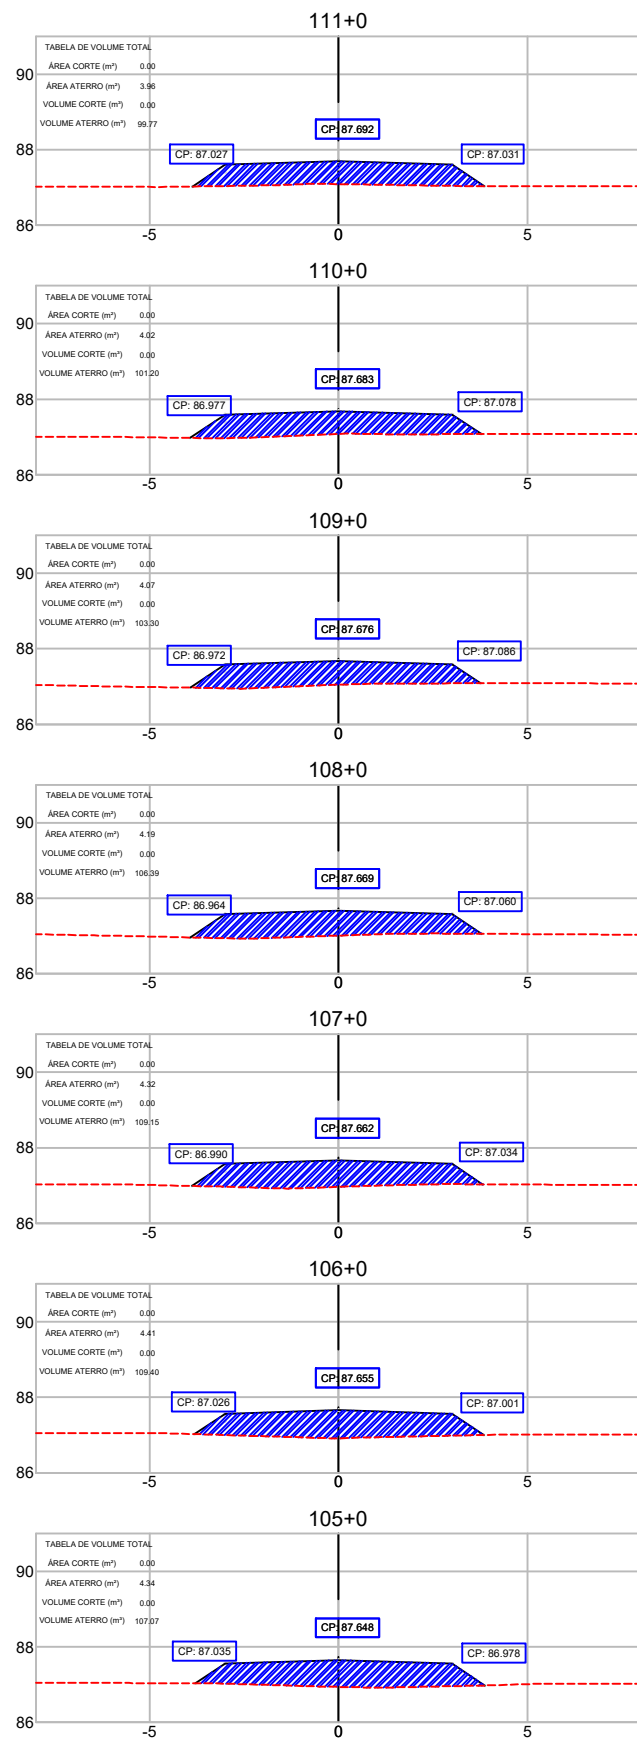 111+0
TABELA DE VOLUME TOTAL
ÁREA CORTE (m²) 0.00
ÁREA ATERRO (m²) 3.96
VOLUME CORTE (m³) 0.00
VOLUME ATERRO (m³) 99.77
90
88
86
CP: 87.692
CP: 87.027
CP: 87.031
-5 0 5
110+0
TABELA DE VOLUME TOTAL
ÁREA CORTE (m²) 0.00
ÁREA ATERRO (m²) 4.02
VOLUME CORTE (m³) 0.00
VOLUME ATERRO (m³) 101.20
90
88
86
CP: 87.683
CP: 86.977
CP: 87.078
-5 0 5
109+0
TABELA DE VOLUME TOTAL
ÁREA CORTE (m²) 0.00
ÁREA ATERRO (m²) 4.07
VOLUME CORTE (m³) 0.00
VOLUME ATERRO (m³) 103.30
90
88
86
CP: 87.676
CP: 86.972
CP: 87.086
-5 0 5
108+0
TABELA DE VOLUME TOTAL
ÁREA CORTE (m²) 0.00
ÁREA ATERRO (m²) 4.19
VOLUME CORTE (m³) 0.00
VOLUME ATERRO (m³) 106.39
90
88
86
CP: 87.669
CP: 86.964
CP: 87.060
-5 0 5
107+0
TABELA DE VOLUME TOTAL
ÁREA CORTE (m²) 0.00
ÁREA ATERRO (m²) 4.32
VOLUME CORTE (m³) 0.00
VOLUME ATERRO (m³) 109.15
90
88
86
CP: 87.662
CP: 86.990
CP: 87.034
-5 0 5
106+0
TABELA DE VOLUME TOTAL
ÁREA CORTE (m²) 0.00
ÁREA ATERRO (m²) 4.41
VOLUME CORTE (m³) 0.00
VOLUME ATERRO (m³) 109.40
90
88
86
CP: 87.655
CP: 87.026
CP: 87.001
-5 0 5
105+0
TABELA DE VOLUME TOTAL
ÁREA CORTE (m²) 0.00
ÁREA ATERRO (m²) 4.34
VOLUME CORTE (m³) 0.00
VOLUME ATERRO (m³) 107.07
90
88
86
CP: 87.648
CP: 87.035
CP: 86.978
-5 0 5